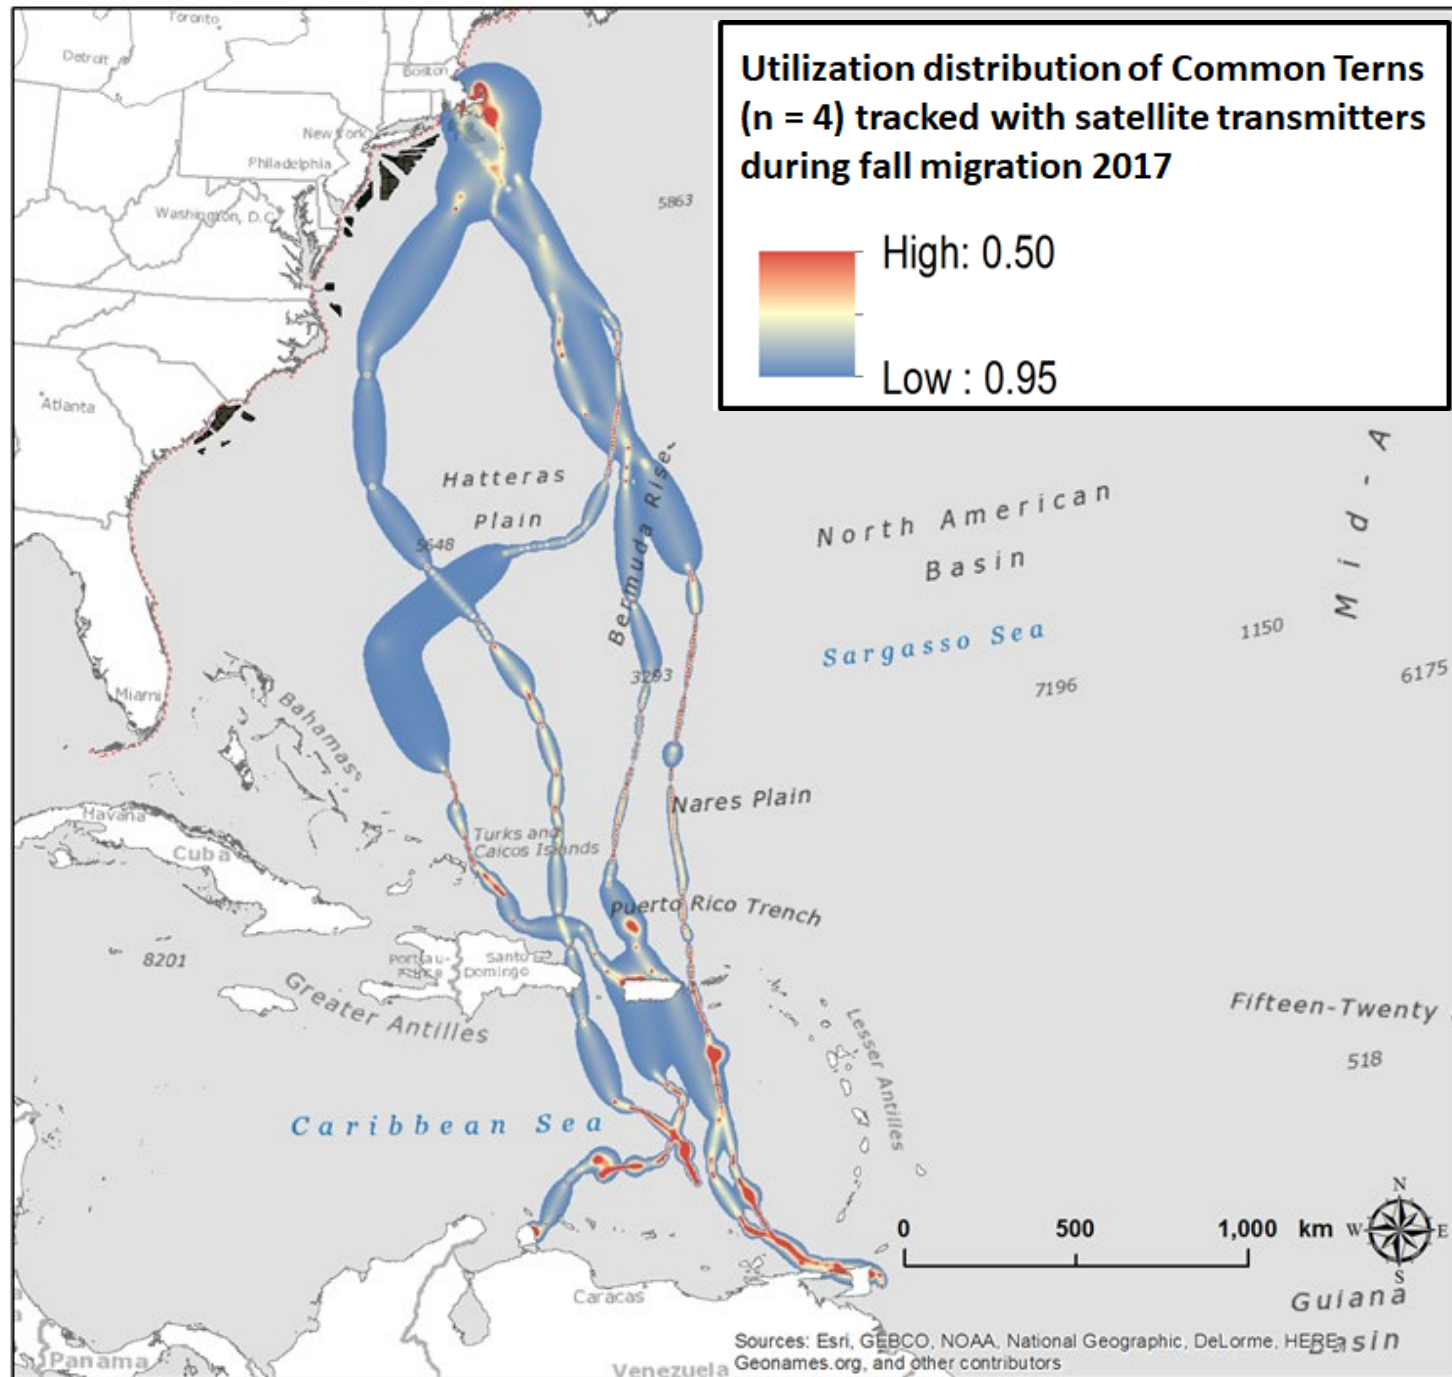 Toronto
Detroit
Boston
New York
Philadelphia
Washington, D.C.
Atlanta
Miami
Utilization distribution of Common Terns
(n = 4) tracked with satellite transmitters
during fall migration 2017
High: 0.50
Low : 0.95
5863
Hatteras
Plain
5648
Bermuda Rise
3293
North American
Basin
Sargasso Sea
Mid-A
1150
7196
6175
Bahamas
Nares Plain
Turks and
Caicos Islands
Havana
Cuba
Puerto Rico Trench
8201
Port-au-
Prince
Santo
Domingo
Greater Antilles
Lesser Antilles
Fifteen-Twenty
518
Caribbean Sea
0 500 1,000 km
N
W E
S
Caracas
Guiana
Basin
Panama
Venezuela
Sources: Esri, GEBCO, NOAA, National Geographic, DeLorme, HERE,
Geonames.org, and other contributors